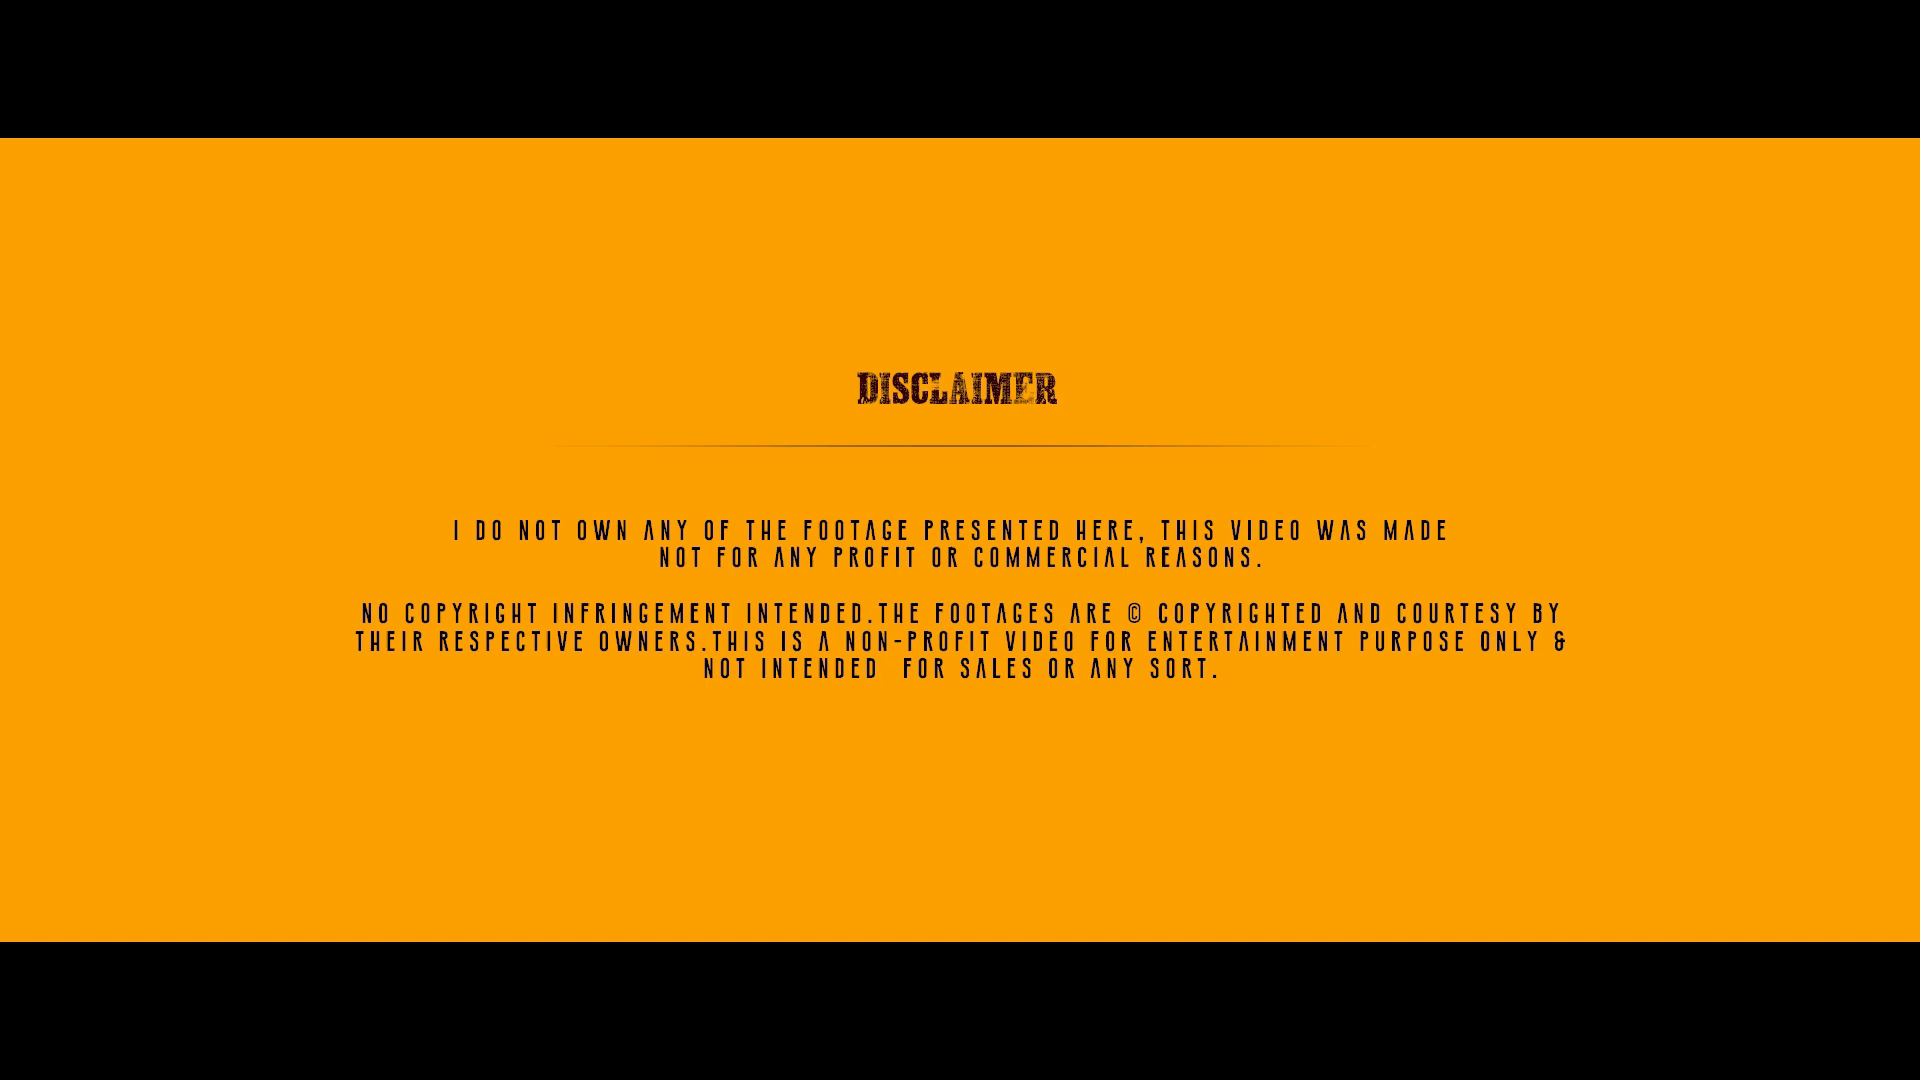 DISCLAIMER
I DO NOT OWN ANY OF THE FOOTAGE PRESENTED HERE, THIS VIDEO WAS MADE
NOT FOR ANY PROFIT OR COMMERCIAL REASONS.
NO COPYRIGHT INFRINGEMENT INTENDED.THE FOOTAGES ARE © COPYRIGHTED AND COURTESY BY
THEIR RESPECTIVE OWNERS.THIS IS A NON-PROFIT VIDEO FOR ENTERTAINMENT PURPOSE ONLY &
NOT INTENDED  FOR SALES OR ANY SORT.